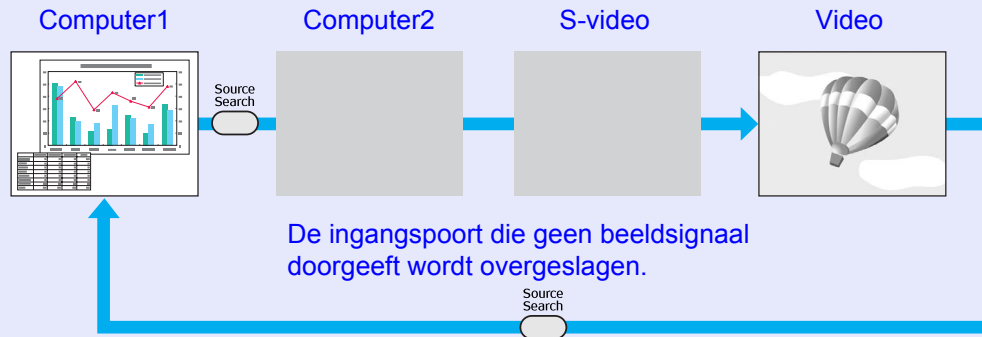 Computer1
Computer2
S-video
Video
Source
Search
De ingangspoort die geen beeldsignaal
doorgeeft wordt overgeslagen.
Source
Search